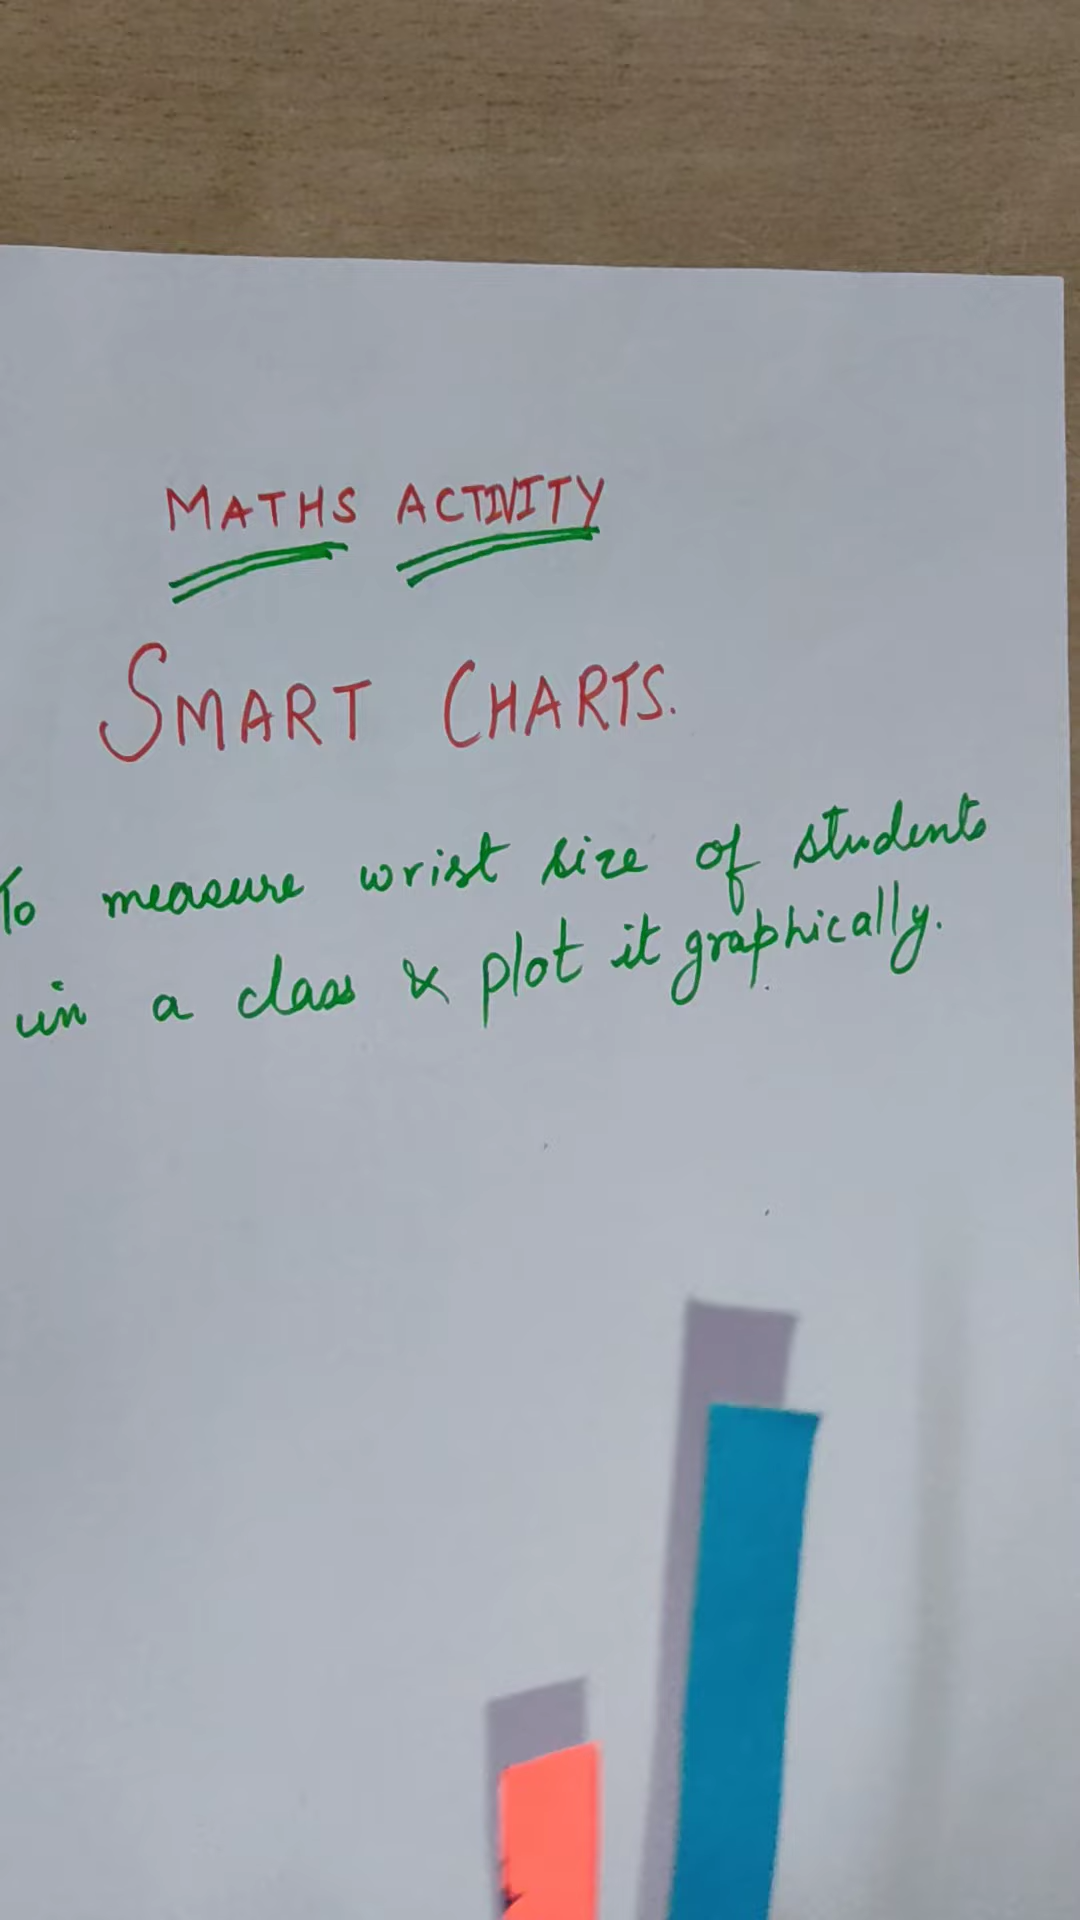 MATHS ACTIVITY
SMART CHARTS.
To measure wrist size of students
in a class & plot it graphically.